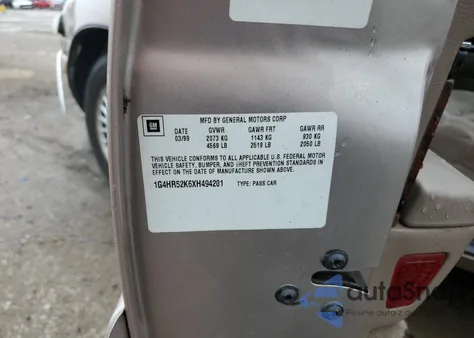 GM
MFD BY GENERAL MOTORS CORP
DATE GVWR GAWR FRT GAWR RR
03/99 2073 KG 1143 KG 930 KG
4569 LB 2519 LB 2050 LB
THIS VEHICLE CONFORMS TO ALL APPLICABLE U.S. FEDERAL MOTOR
VEHICLE SAFETY, BUMPER, AND THEFT PREVENTION STANDARDS IN
EFFECT ON THE DATE OF MANUFACTURE SHOWN ABOVE.
1G4HR52K6XH494201 TYPE: PASS CAR
autoSnap